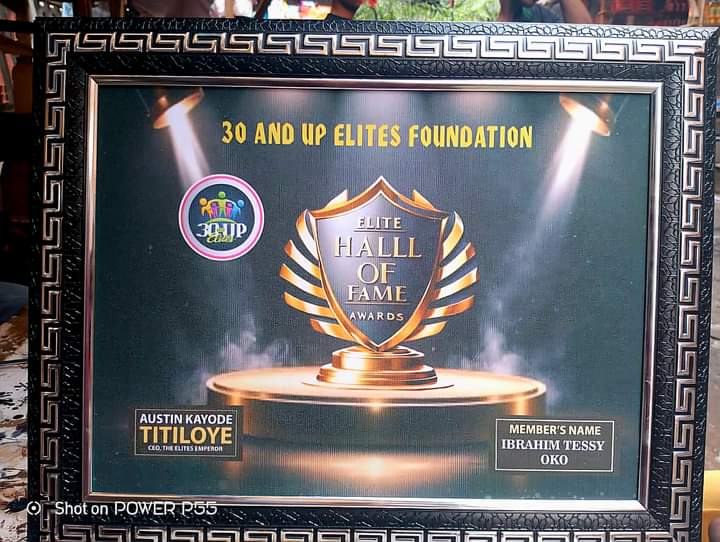 30 AND UP ELITES FOUNDATION
30 UP
Elites
ELITE
HALLL
OF
FAME
AWARDS
AUSTIN KAYODE
TITILOYE
CEO, THE ELITES EMPEROR
MEMBER'S NAME
IBRAHIM TESSY
OKO
Shot on POWER P55